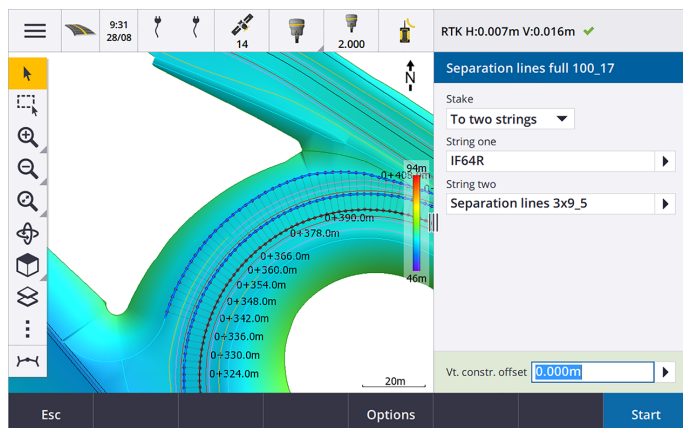 9:31
28/08
14
2.000
RTK H:0.007m V:0.016m
N
Separation lines full 100_17
Stake
To two strings
String one
IF64R
String two
Separation lines 3x9_5
94m
46m
0+390.0m
0+378.0m
0+366.0m
0+360.0m
0+354.0m
0+348.0m
0+342.0m
0+336.0m
0+330.0m
0+324.0m
20m
Vt. constr. offset
0.000m
Esc
Options
Start